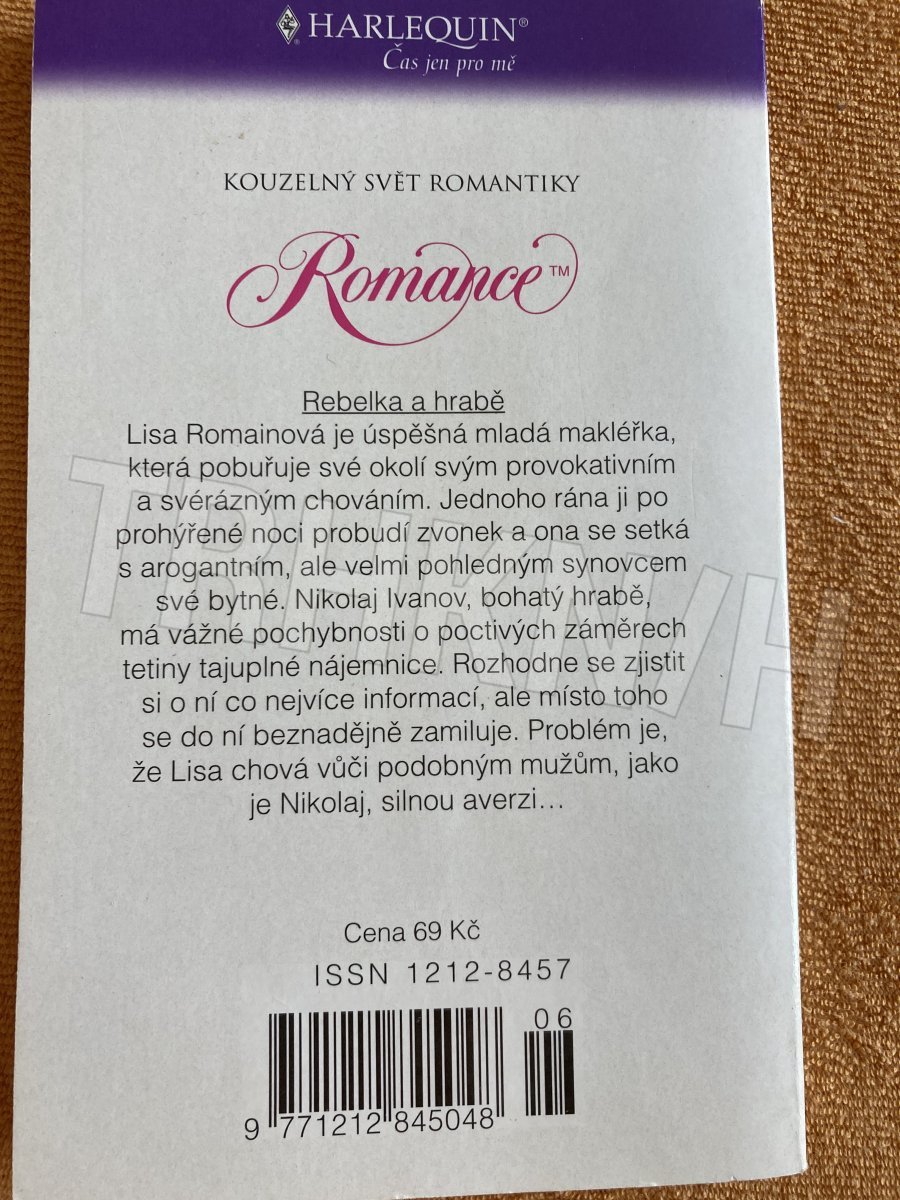 HARLEQUIN®
Čas jen pro mě
KOUZELNÝ SVĚT ROMANTIKY
Romance™
Rebelka a hrabě
Lisa Romainová je úspěšná mladá makléřka,
která pobuřuje své okolí svým provokativním
a svérázným chováním. Jednoho rána ji po
prohýřené noci probudí zvonek a ona se setká
s arogantním, ale velmi pohledným synovcem
své bytné. Nikolaj Ivanov, bohatý hrabě,
má vážné pochybnosti o poctivých záměrech
tetiny tajuplné nájemnice. Rozhodne se zjistit
si o ní co nejvíce informací, ale místo toho
se do ní beznadějně zamiluje. Problém je,
že Lisa chová vůči podobným mužům, jako
je Nikolaj, silnou averzi…
TRHKNIH
Cena 69 Kč
ISSN 1212-8457
06
9 771212 845048